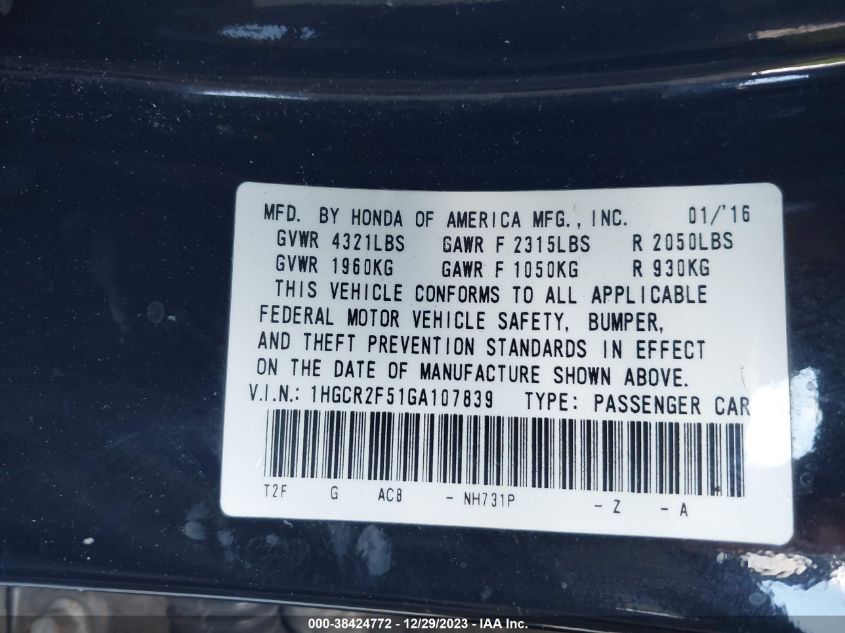 MFD. BY HONDA OF AMERICA MFG., INC. 01/'16
GVWR 4321LBS GAWR F 2315LBS R 2050LBS
GVWR 1960KG GAWR F 1050KG R 930KG
THIS VEHICLE CONFORMS TO ALL APPLICABLE
FEDERAL MOTOR VEHICLE SAFETY, BUMPER,
AND THEFT PREVENTION STANDARDS IN EFFECT
ON THE DATE OF MANUFACTURE SHOWN ABOVE.
V.I.N.: 1HGCR2F51GA107839 TYPE: PASSENGER CAR
T2F G AC8 - NH731P - Z - A
000-38424772 - 12/29/2023 - IAA Inc.